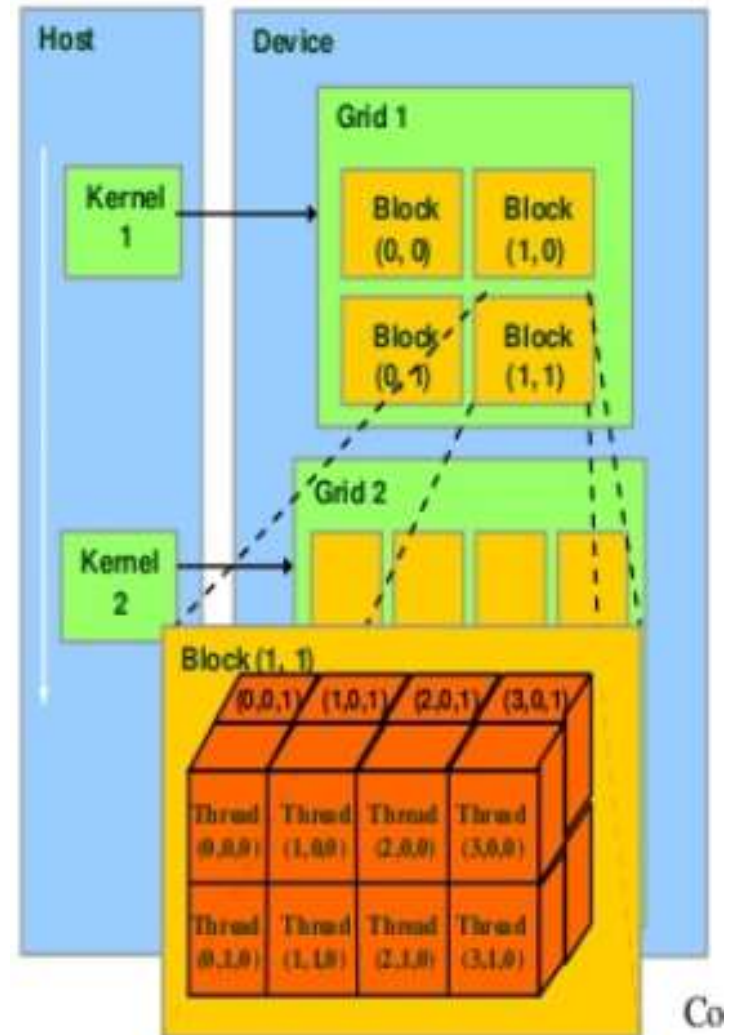 Host
Device
Grid 1
Kernel
1
Block
(0, 0)
Block
(1, 0)
Block
(0, 1)
Block
(1, 1)
Grid 2
Kernel
2
Block (1, 1)
(0,0,1) (1,0,1) (2,0,1) (3,0,1)
Thread Thread Thread Thread
(0,0,0) (1,0,0) (2,0,0) (3,0,0)
Thread Thread Thread Thread
(0,1,0) (1,1,0) (2,1,0) (3,1,0)
Co